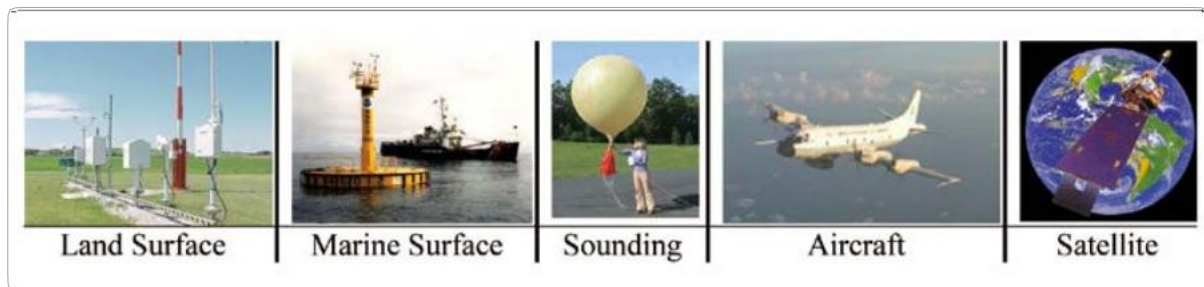 Land Surface
Marine Surface
Sounding
Aircraft
Satellite